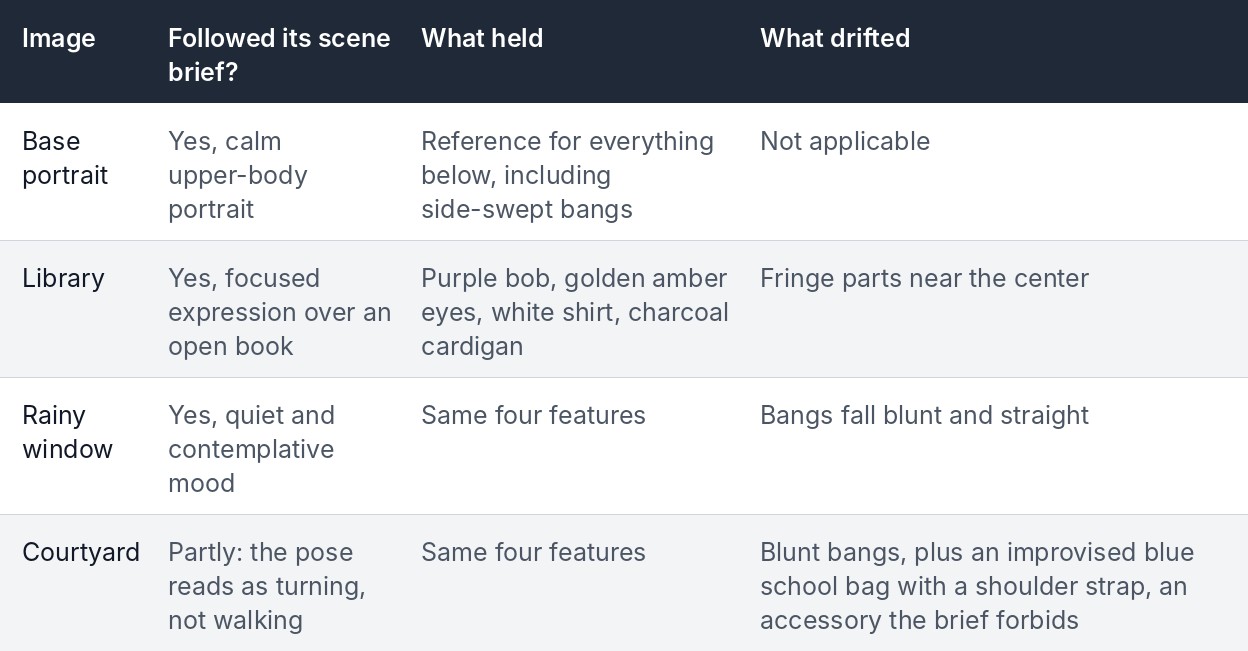 Image
Followed its scene
brief?
What held
What drifted
Base
portrait
Yes, calm
upper-body
portrait
Reference for everything
below, including
side-swept bangs
Not applicable
Library
Yes, focused
expression over an
open book
Purple bob, golden amber
eyes, white shirt, charcoal
cardigan
Fringe parts near the center
Rainy
window
Yes, quiet and
contemplative
mood
Same four features
Bangs fall blunt and straight
Courtyard
Partly: the pose
reads as turning,
not walking
Same four features
Blunt bangs, plus an improvised blue
school bag with a shoulder strap, an
accessory the brief forbids